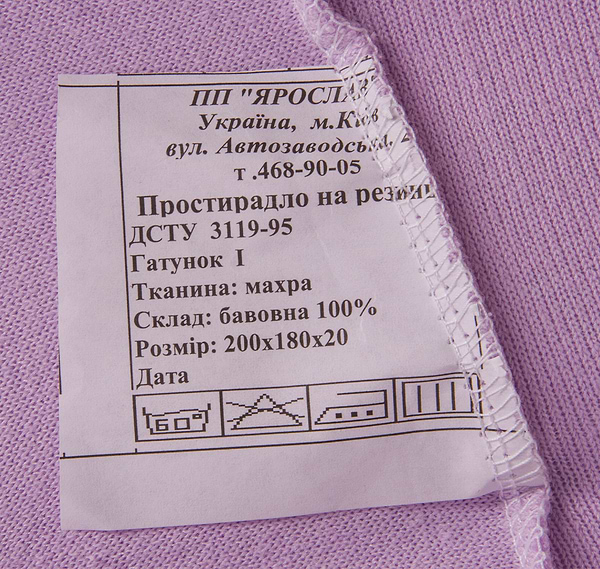 ПП "ЯРОСЛАВ"
Україна, м.Київ
вул. Автозаводська,
т .468-90-05
Простирадло на резинц
ДСТУ 3119-95
Гатунок I
Тканина: махра
Склад: бавовна 100%
Розмір: 200х180х20
Дата
60